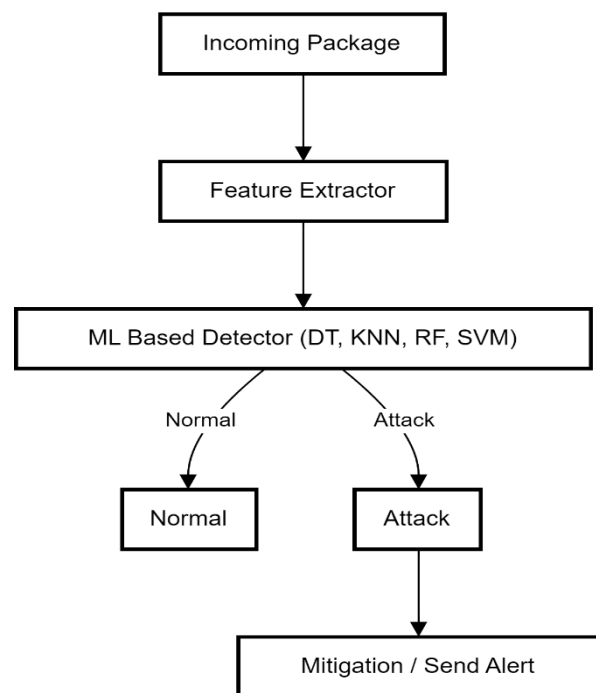 Incoming Package
Feature Extractor
ML Based Detector (DT, KNN, RF, SVM)
Normal
Attack
Normal
Attack
Mitigation / Send Alert